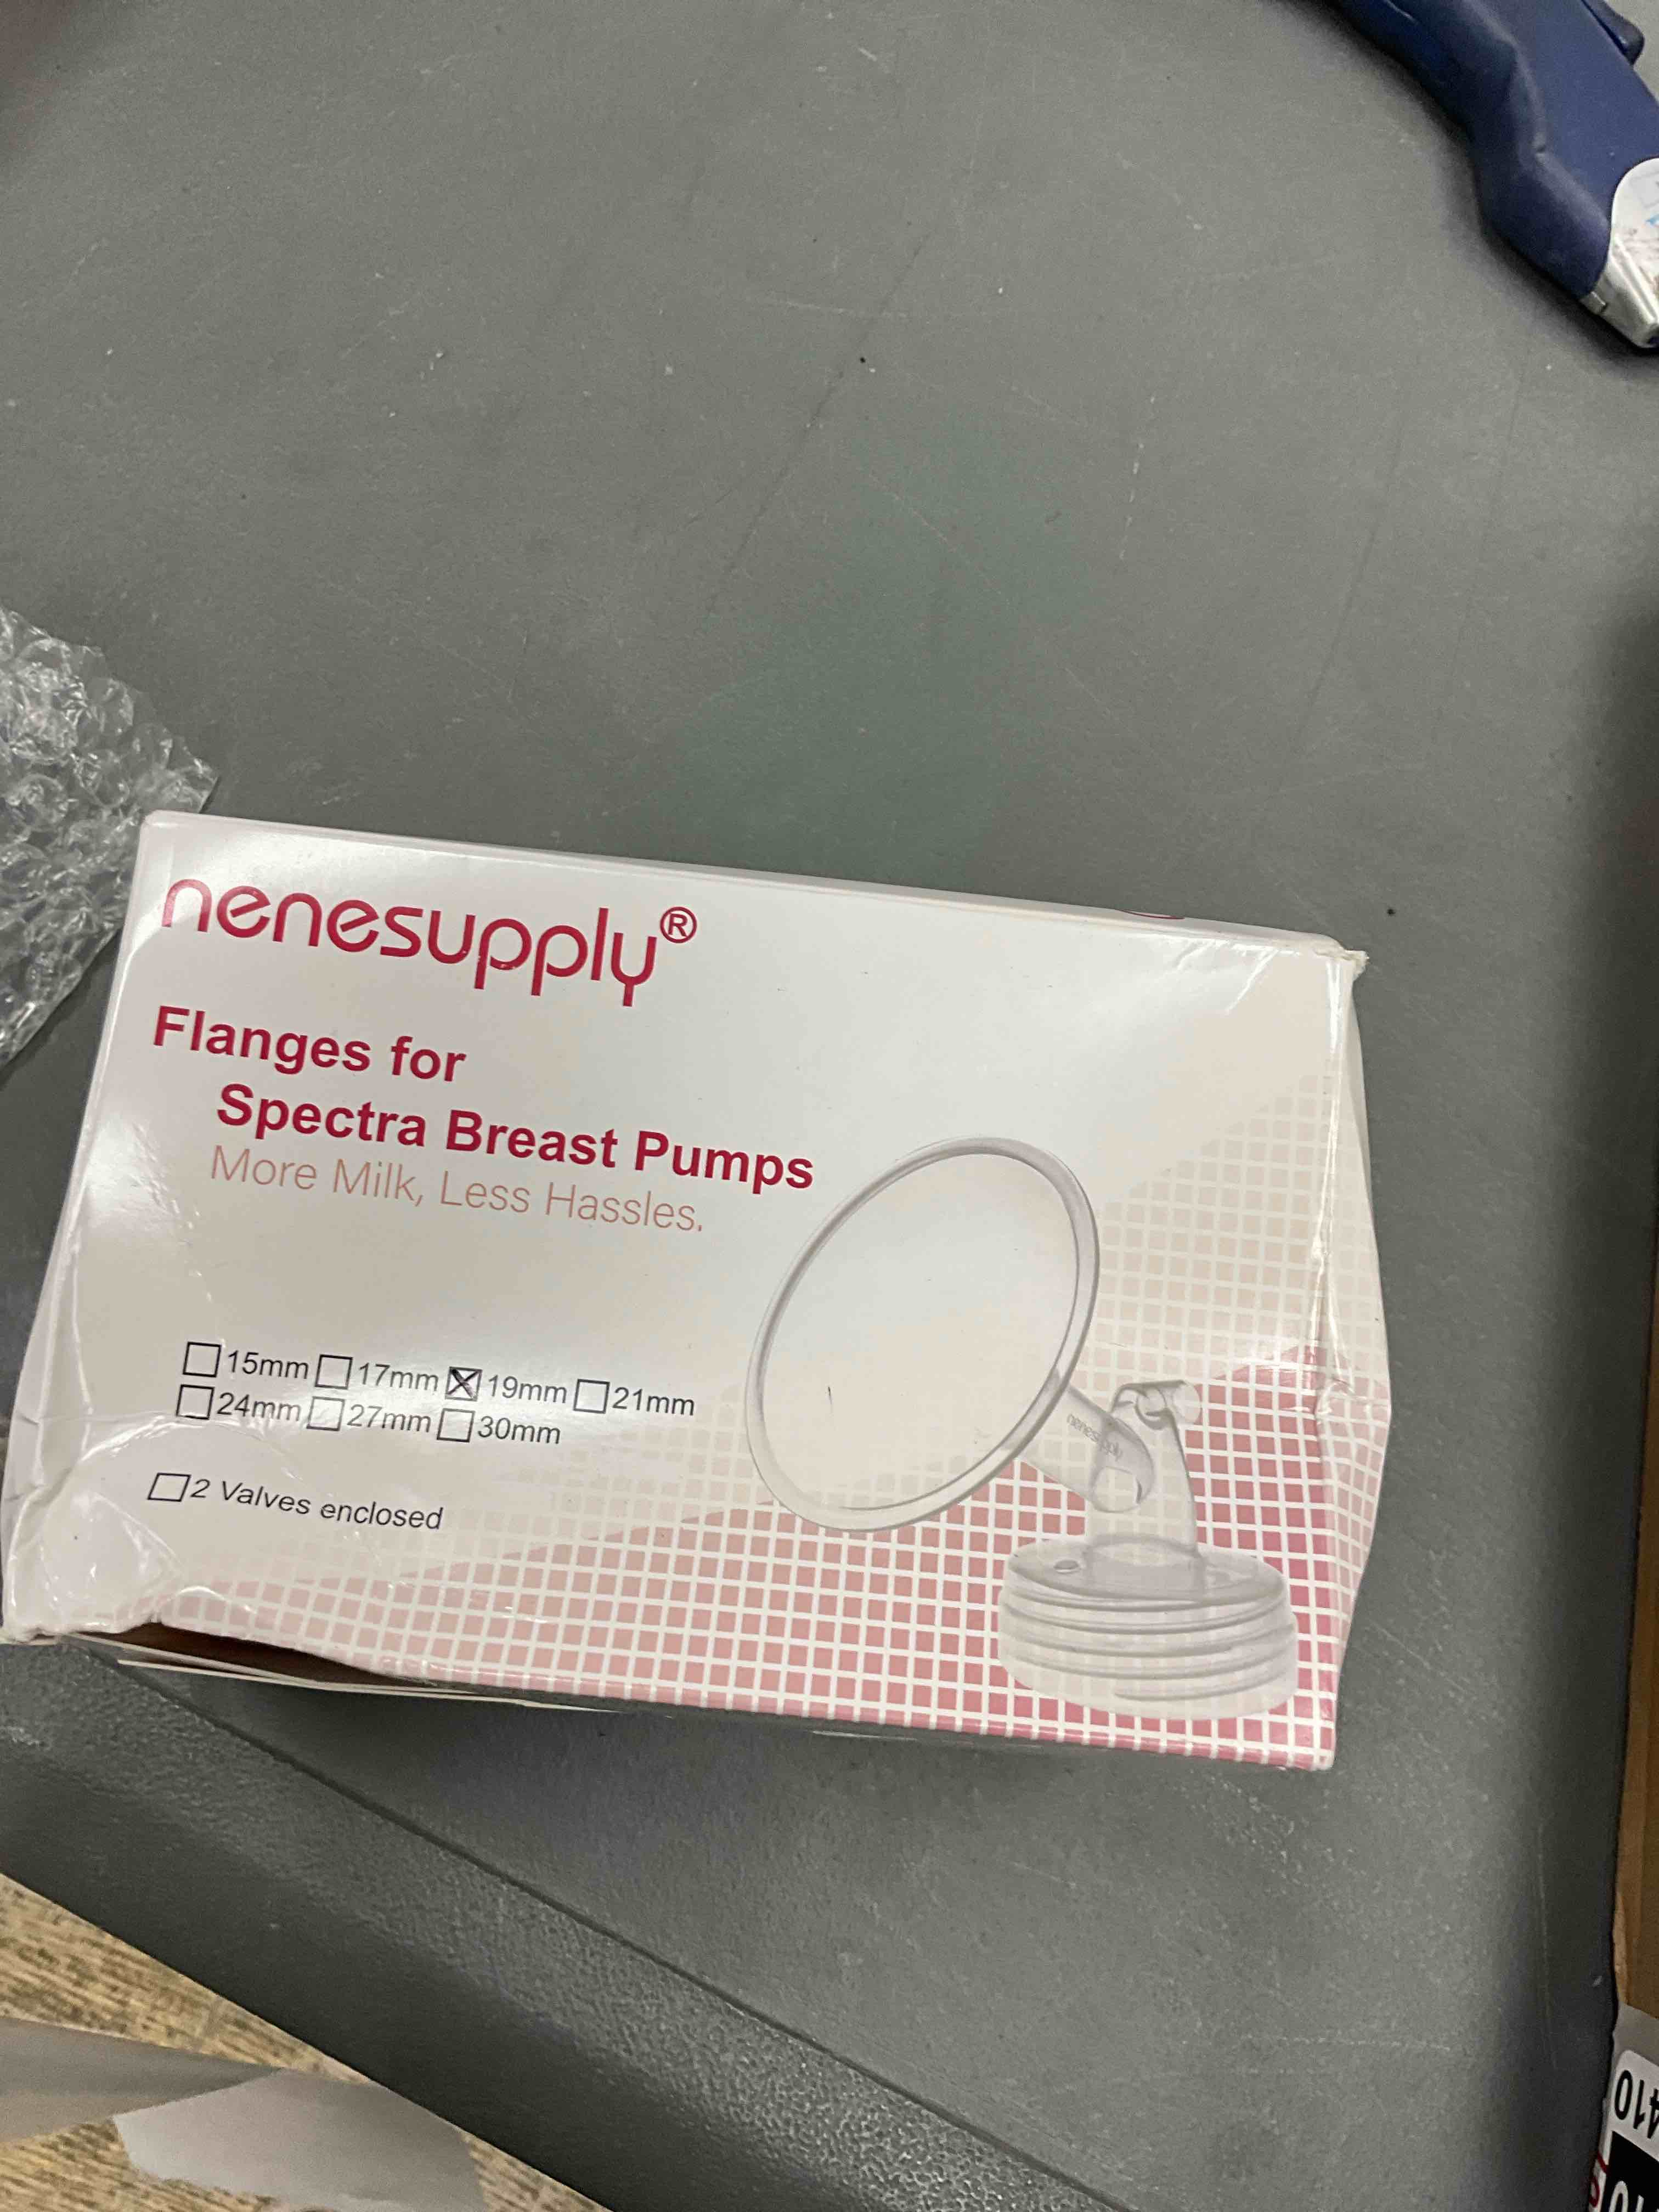 nenesupply®
Flanges for
Spectra Breast Pumps
More Milk, Less Hassles.
☐15mm ☐17mm ☒19mm ☐21mm
☐24mm ☐27mm ☐30mm
☐2 Valves enclosed
nenesupply
410